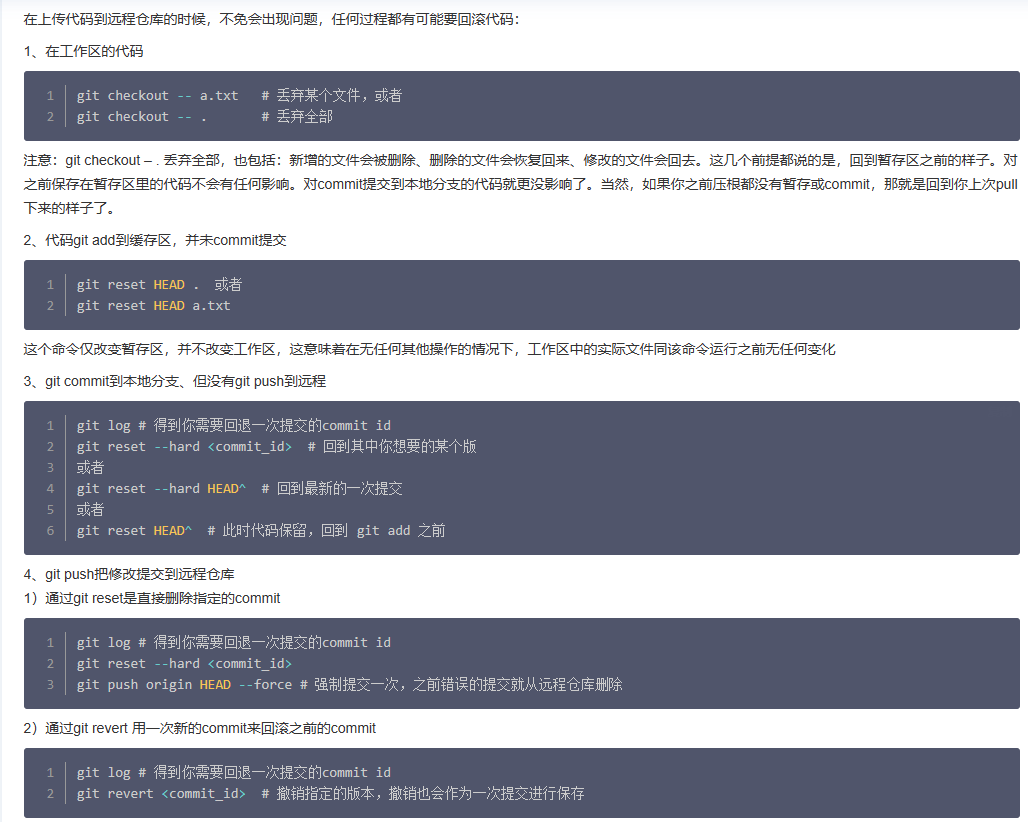 在上传代码到远程仓库的时候，不免会出现问题，任何过程都有可能要回滚代码：
1、在工作区的代码
1 git checkout -- a.txt   # 丢弃某个文件，或者
2 git checkout -- .       # 丢弃全部
注意：git checkout – . 丢弃全部，也包括：新增的文件会被删除、删除的文件会恢复回来、修改的文件会回去。这几个前提都说的是，回到暂存区之前的样子。对
之前保存在暂存区里的代码不会有任何影响。对commit提交到本地分支的代码就更没影响了。当然，如果你之前压根都没有暂存或commit，那就是回到你上次pull
下来的样子了。
2、代码git add到缓存区，并未commit提交
1 git reset HEAD .  或者
2 git reset HEAD a.txt
这个命令仅改变暂存区，并不改变工作区，这意味着在无任何其他操作的情况下，工作区中的实际文件同该命令运行之前无任何变化
3、git commit到本地分支、但没有git push到远程
1 git log # 得到你需要回退一次提交的commit id
2 git reset --hard <commit_id>  # 回到其中你想要的某个版
3 或者
4 git reset --hard HEAD^  # 回到最新的一次提交
5 或者
6 git reset HEAD^  # 此时代码保留，回到 git add 之前
4、git push把修改提交到远程仓库
1）通过git reset是直接删除指定的commit
1 git log # 得到你需要回退一次提交的commit id
2 git reset --hard <commit_id>
3 git push origin HEAD --force # 强制提交一次，之前错误的提交就从远程仓库删除
2）通过git revert 用一次新的commit来回滚之前的commit
1 git log # 得到你需要回退一次提交的commit id
2 git revert <commit_id>  # 撤销指定的版本，撤销也会作为一次提交进行保存